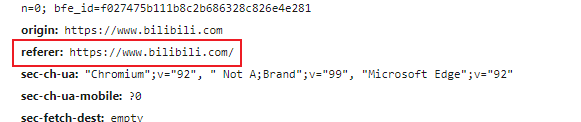 n=0; bfe_id=f027475b111b8c2b686328c826e4e281
origin: https://www.bilibili.com
referer: https://www.bilibili.com/
sec-ch-ua: "Chromium";v="92", " Not A;Brand";v="99", "Microsoft Edge";v="92"
sec-ch-ua-mobile: ?0
sec-fetch-dest: empty